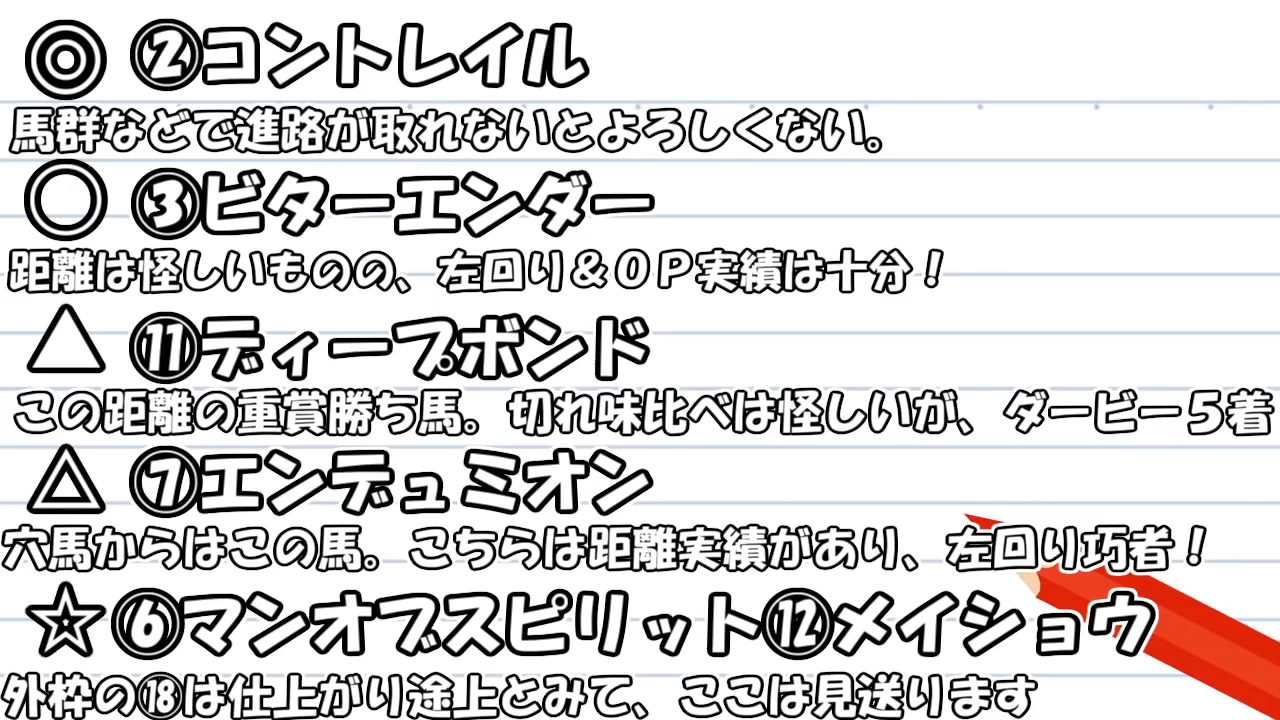 ◎ ②コントレイル
馬群などで進路が取れないとよろしくない。
○ ③ビターエンダー
距離は怪しいものの、左回り＆ＯＰ実績は十分！
△ ⑪ディープボンド
この距離の重賞勝ち馬。切れ味比べは怪しいが、ダービー５着
△ ⑦エンデュミオン
穴馬からはこの馬。こちらは距離実績があり、左回り巧者！
☆⑥マンオブスピリット⑫メイショウ
外枠の⑱は仕上がり途上とみて、ここは見送ります